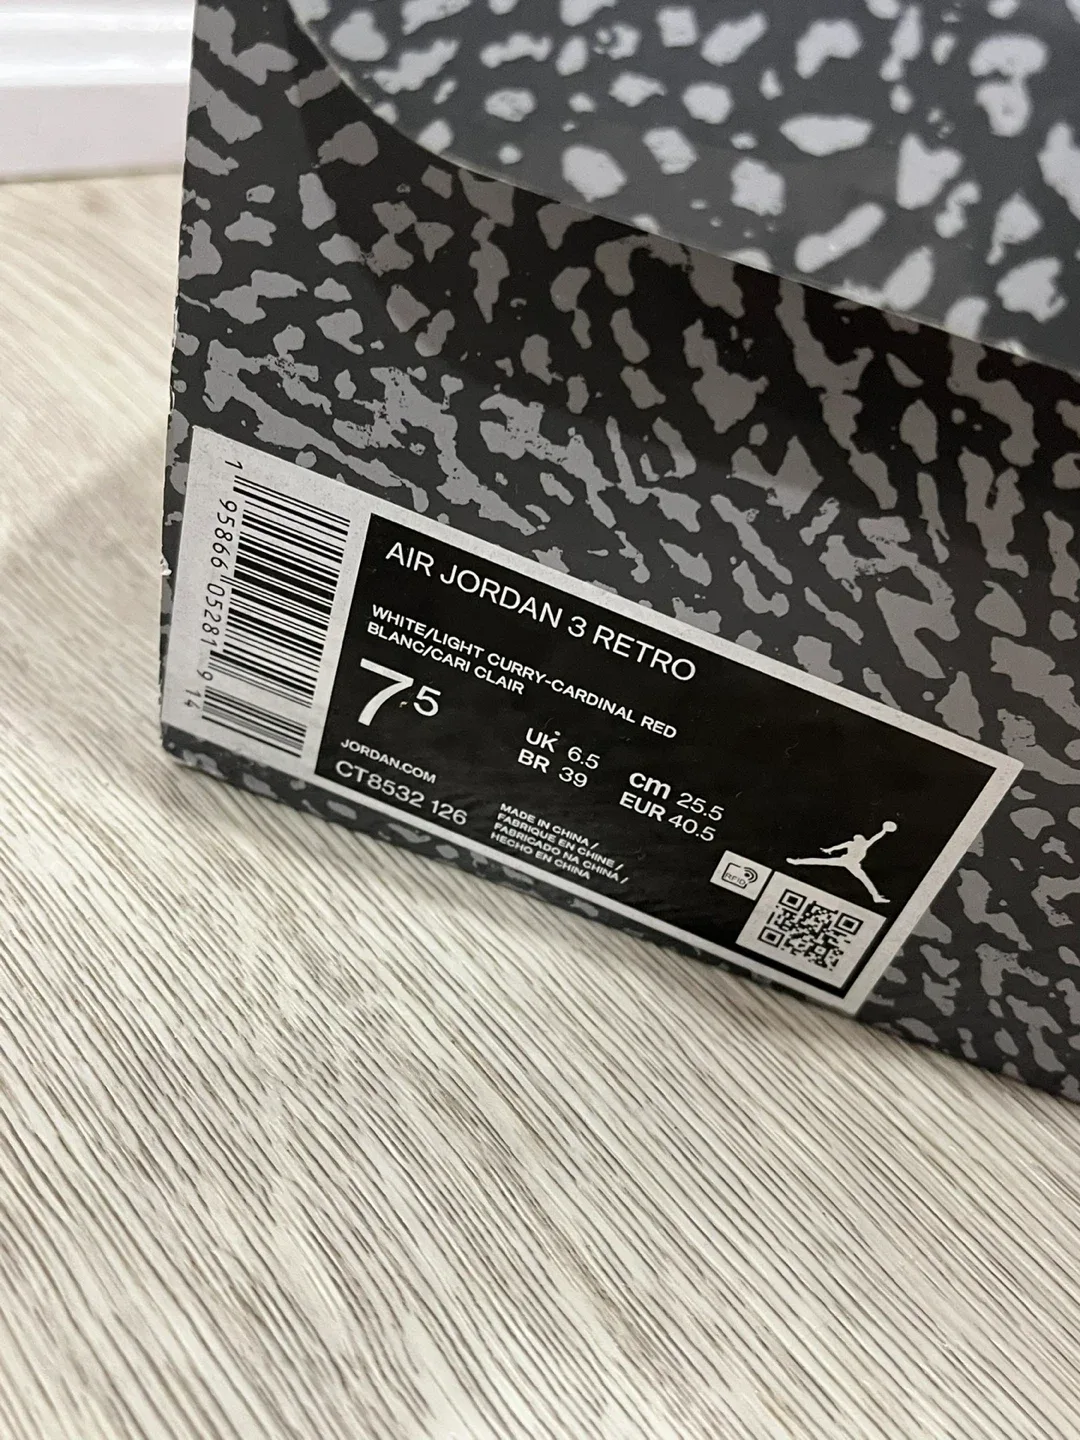 1 95866 05281 9 14
AIR JORDAN 3 RETRO
WHITE/LIGHT CURRY-CARDINAL RED
BLANC/CARI CLAIR
7.5
UK 6.5
BR 39
cm 25.5
EUR 40.5
JORDAN.COM
CT8532 126
MADE IN CHINA /
FABRIQUE EN CHINE /
FABRICADO NA CHINA /
HECHO EN CHINA
RFID